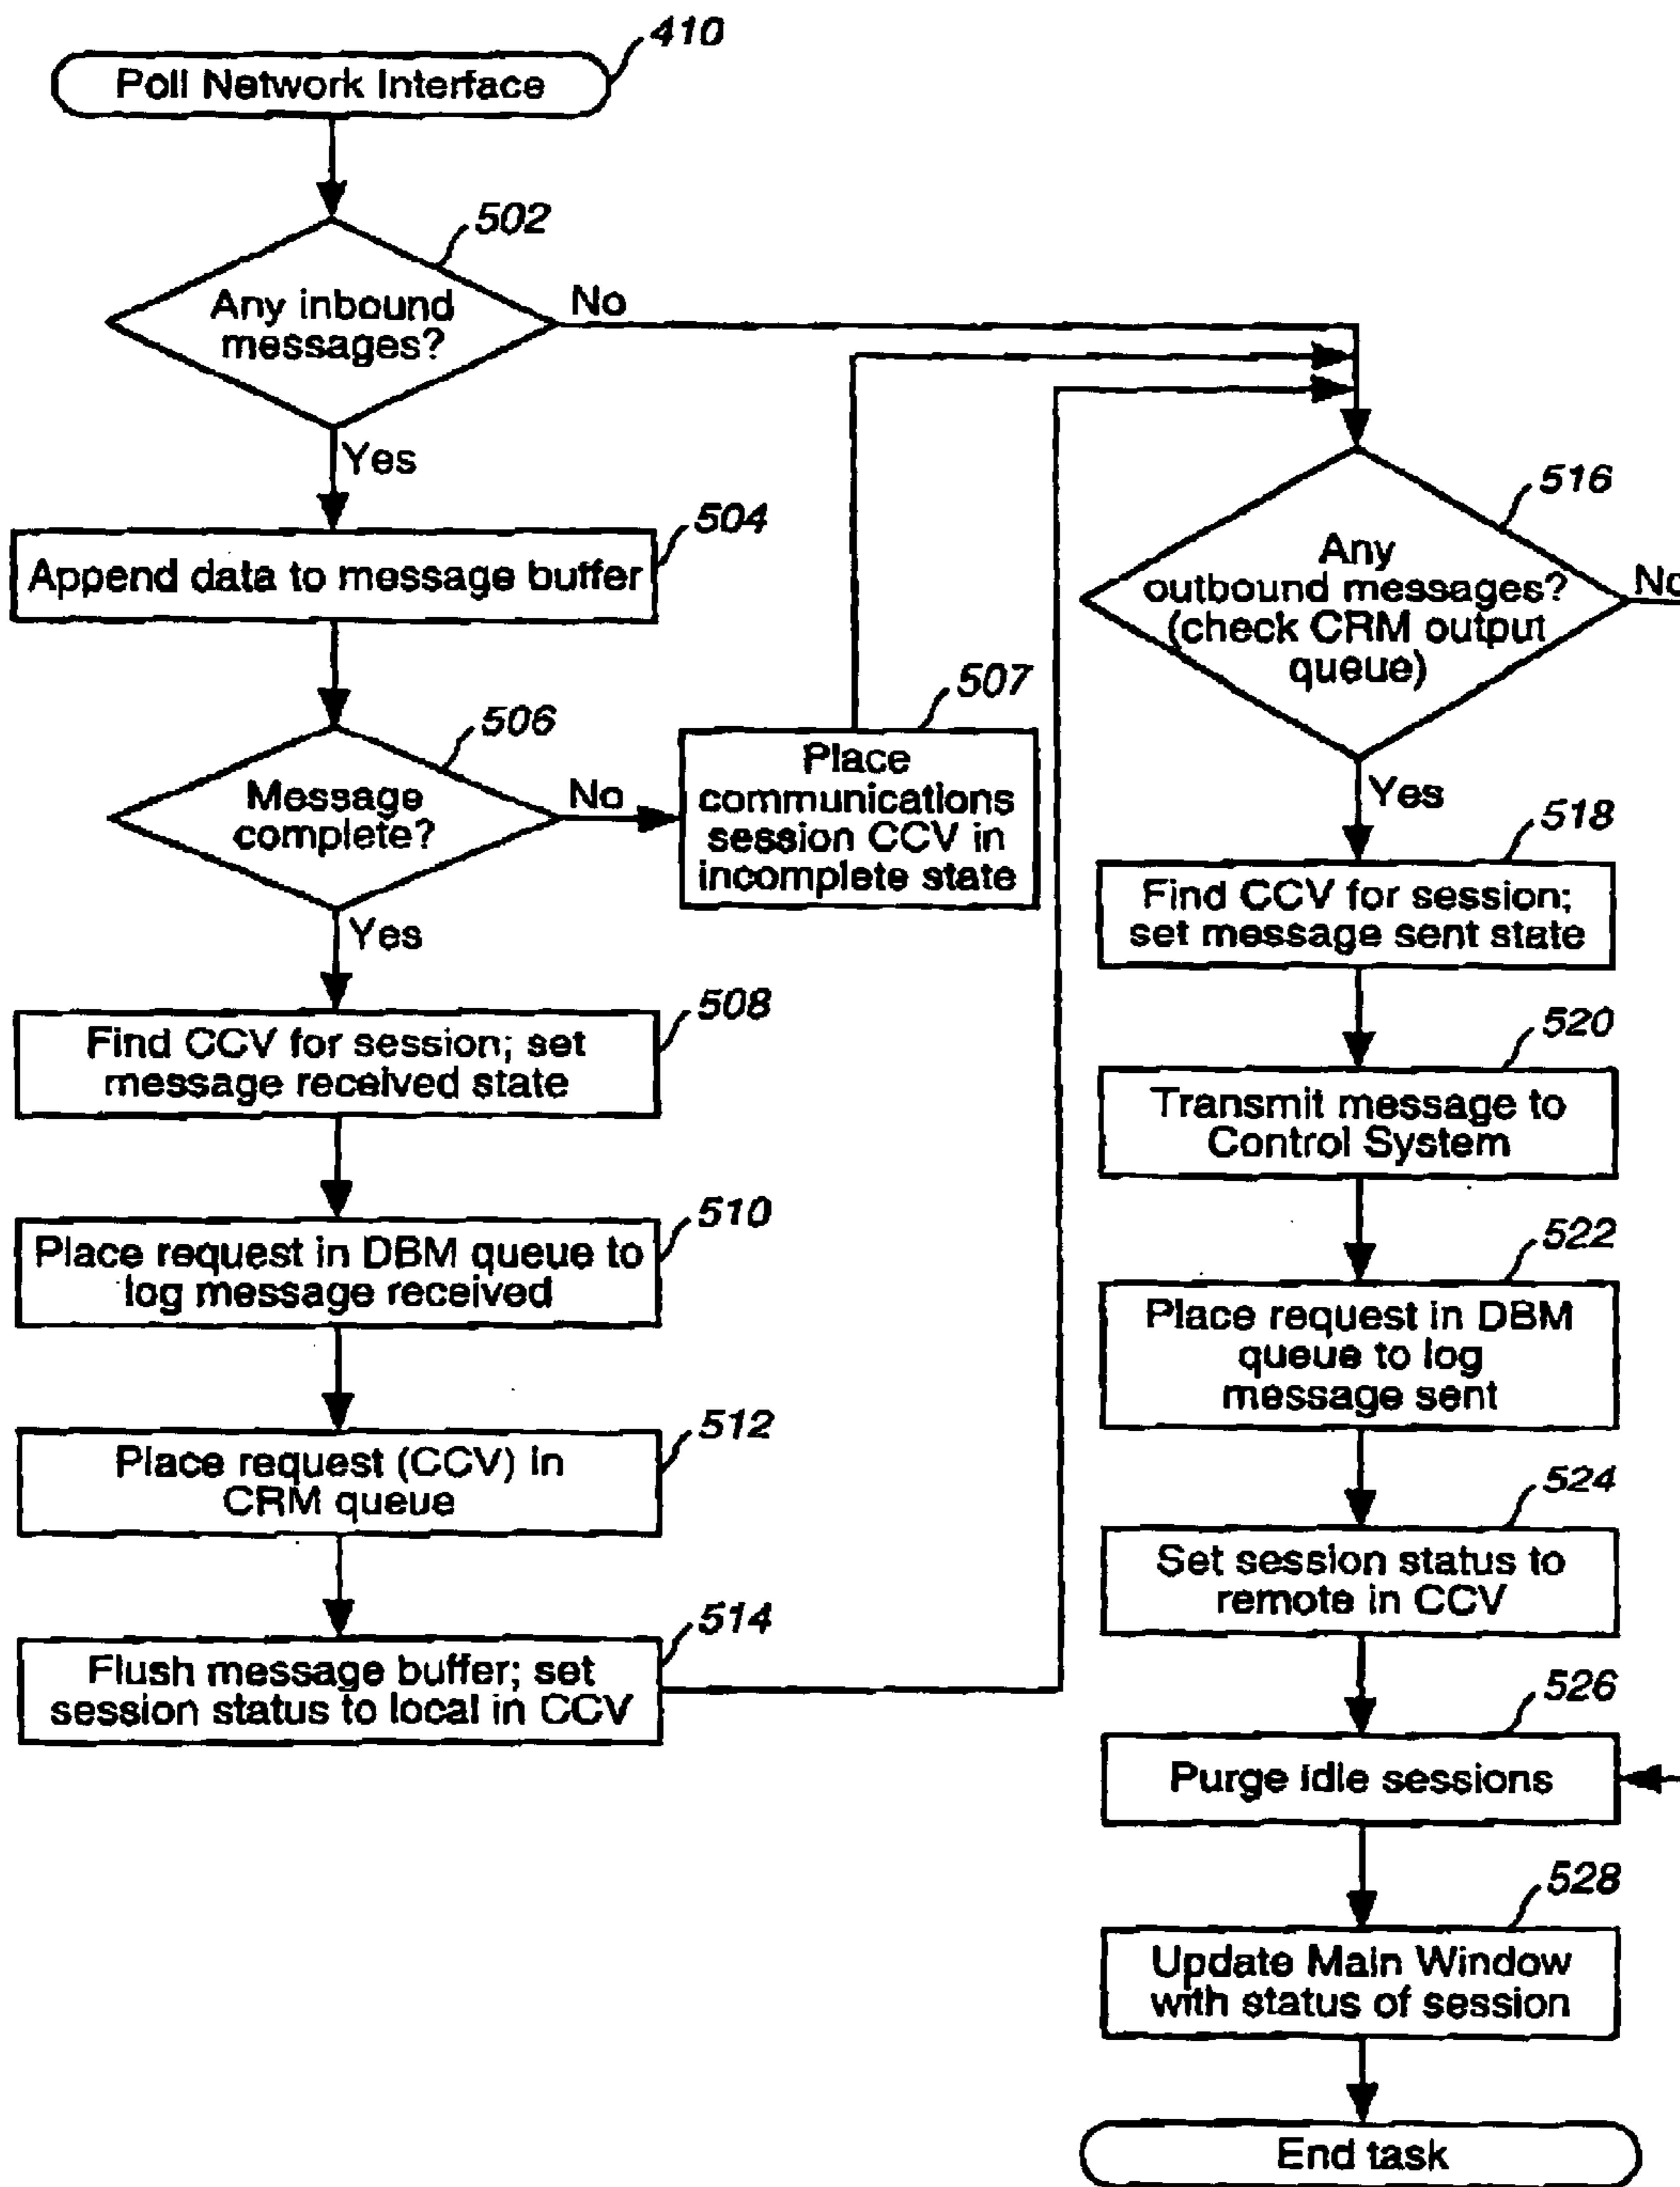 410
Poll Network Interface
502
Any inbound
messages?
No
Yes
504
Append data to message buffer
506
Message
complete?
No
507
Place
communications
session CCV in
incomplete state
Yes
508
Find CCV for session; set
message received state
510
Place request in DBM queue to
log message received
512
Place request (CCV) in
CRM queue
514
Flush message buffer; set
session status to local in CCV
516
Any
outbound messages?
(check CRM output
queue)
No
Yes
518
Find CCV for session;
set message sent state
520
Transmit message to
Control System
522
Place request in DBM
queue to log
message sent
524
Set session status to
remote in CCV
526
Purge idle sessions
528
Update Main Window
with status of session
End task